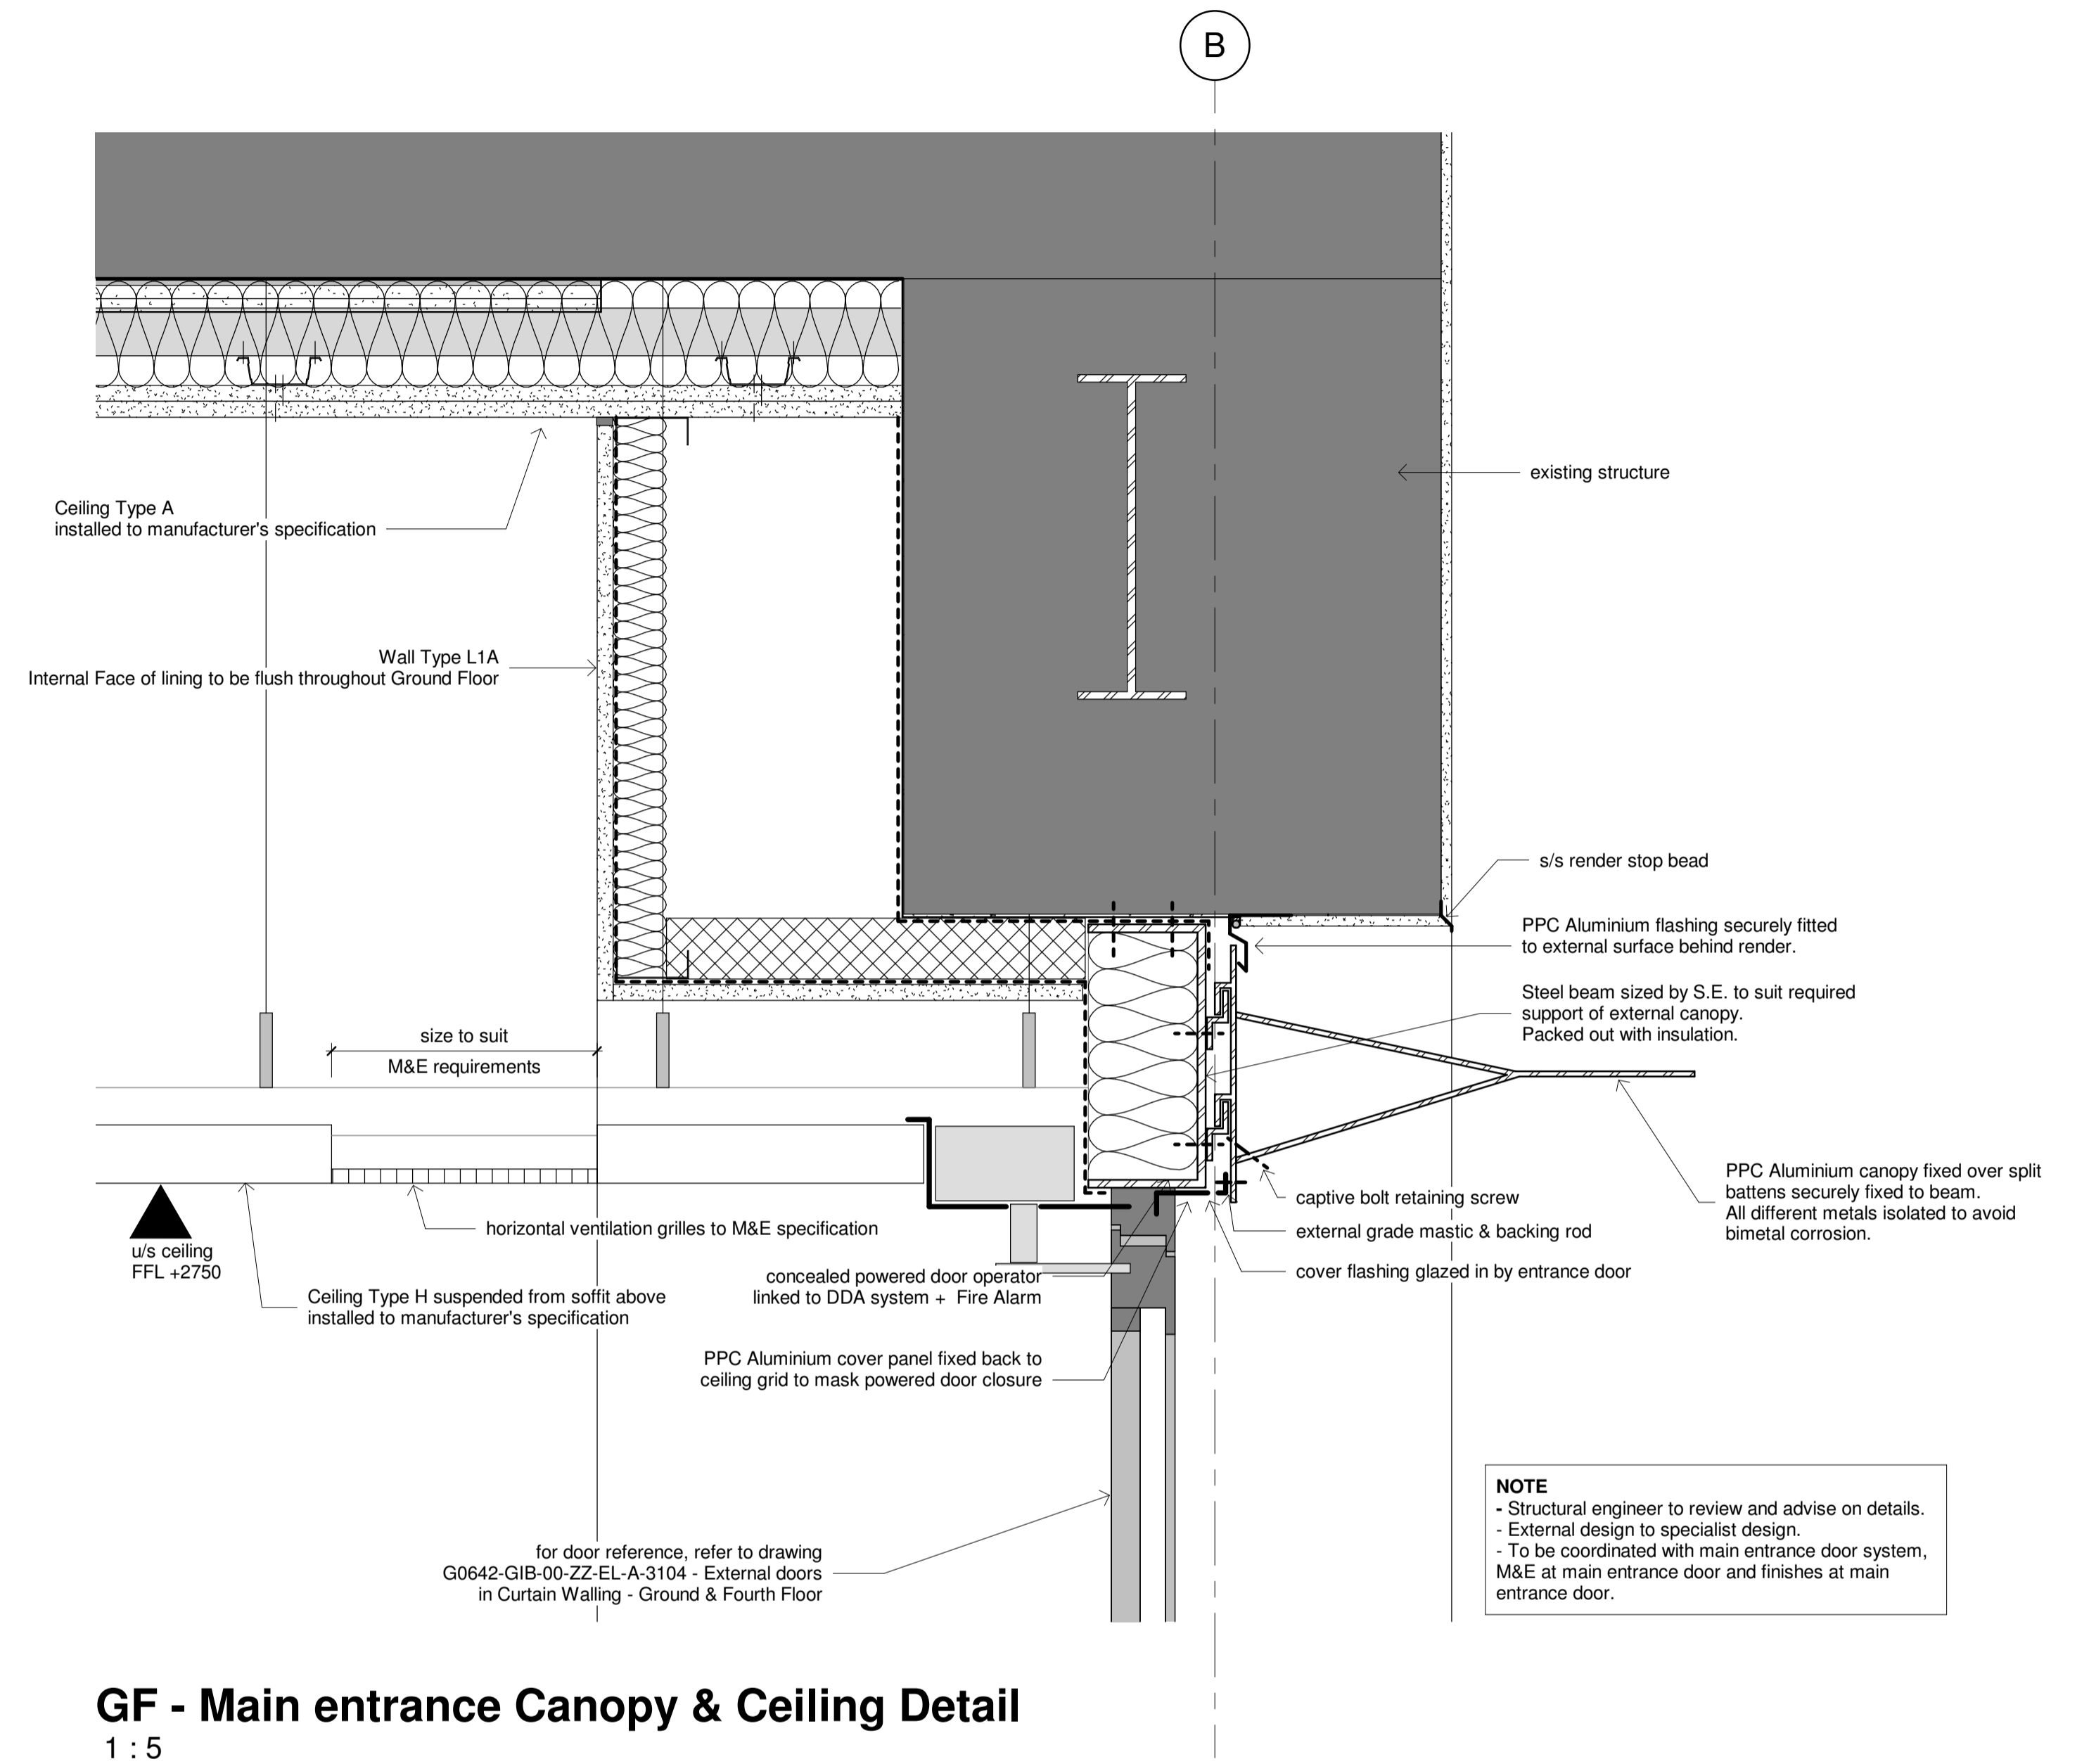 B
existing structure
Ceiling Type A
installed to manufacturer's specification
Wall Type L1A
Internal Face of lining to be flush throughout Ground Floor
s/s render stop bead
PPC Aluminium flashing securely fitted
to external surface behind render.
Steel beam sized by S.E. to suit required
support of external canopy.
Packed out with insulation.
size to suit
M&E requirements
PPC Aluminium canopy fixed over split
battens securely fixed to beam.
All different metals isolated to avoid
bimetal corrosion.
captive bolt retaining screw
external grade mastic & backing rod
cover flashing glazed in by entrance door
horizontal ventilation grilles to M&E specification
u/s ceiling
FFL +2750
concealed powered door operator
linked to DDA system + Fire Alarm
Ceiling Type H suspended from soffit above
installed to manufacturer's specification
PPC Aluminium cover panel fixed back to
ceiling grid to mask powered door closure
for door reference, refer to drawing
G0642-GIB-00-ZZ-EL-A-3104 - External doors
in Curtain Walling - Ground & Fourth Floor
NOTE
- Structural engineer to review and advise on details.
- External design to specialist design.
- To be coordinated with main entrance door system,
M&E at main entrance door and finishes at main
entrance door.
GF - Main entrance Canopy & Ceiling Detail
1 : 5